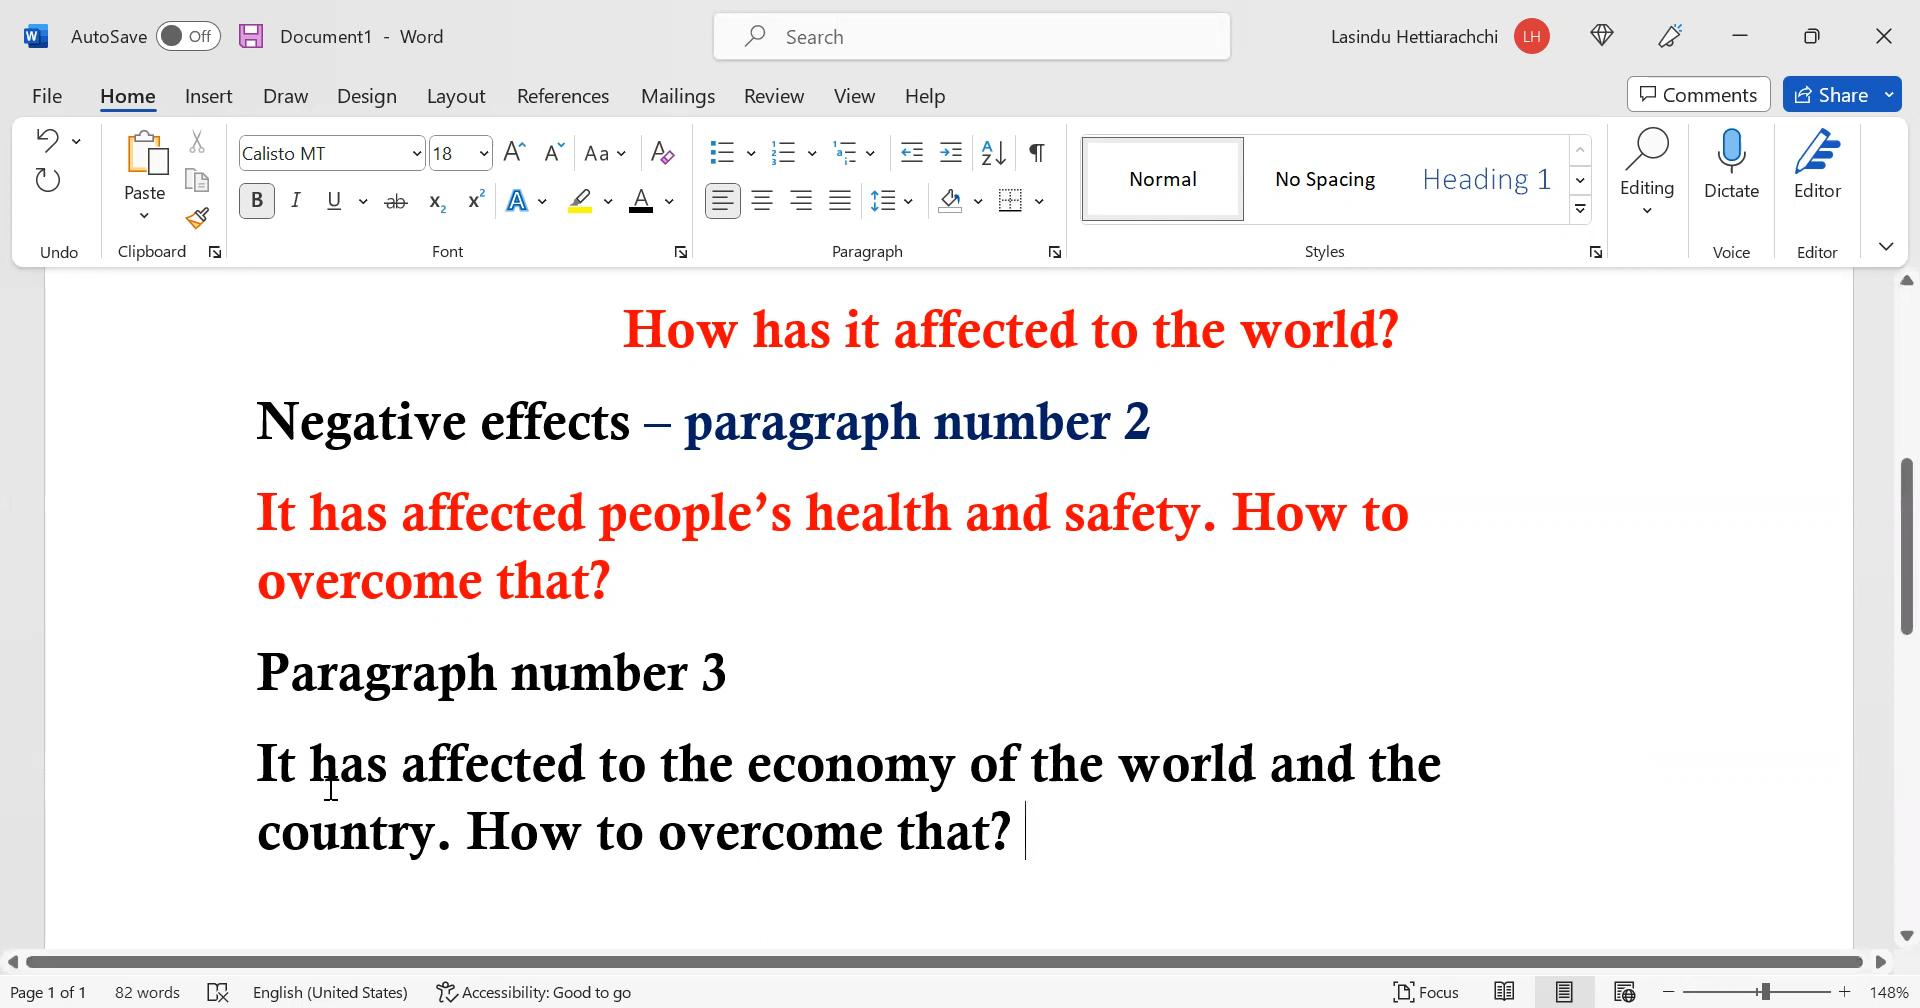 AutoSave Off Document1 - Word Search Lasindu Hettiarachchi LH
File Home Insert Draw Design Layout References Mailings Review View Help Comments Share
Calisto MT 18 Aa
Paste Normal No Spacing Heading 1 Editing Dictate Editor
Undo Clipboard Font Paragraph Styles Voice Editor
How has it affected to the world?
Negative effects – paragraph number 2
It has affected people’s health and safety. How to
overcome that?
Paragraph number 3
It has affected to the economy of the world and the
country. How to overcome that?
Page 1 of 1 82 words English (United States) Accessibility: Good to go Focus 148%